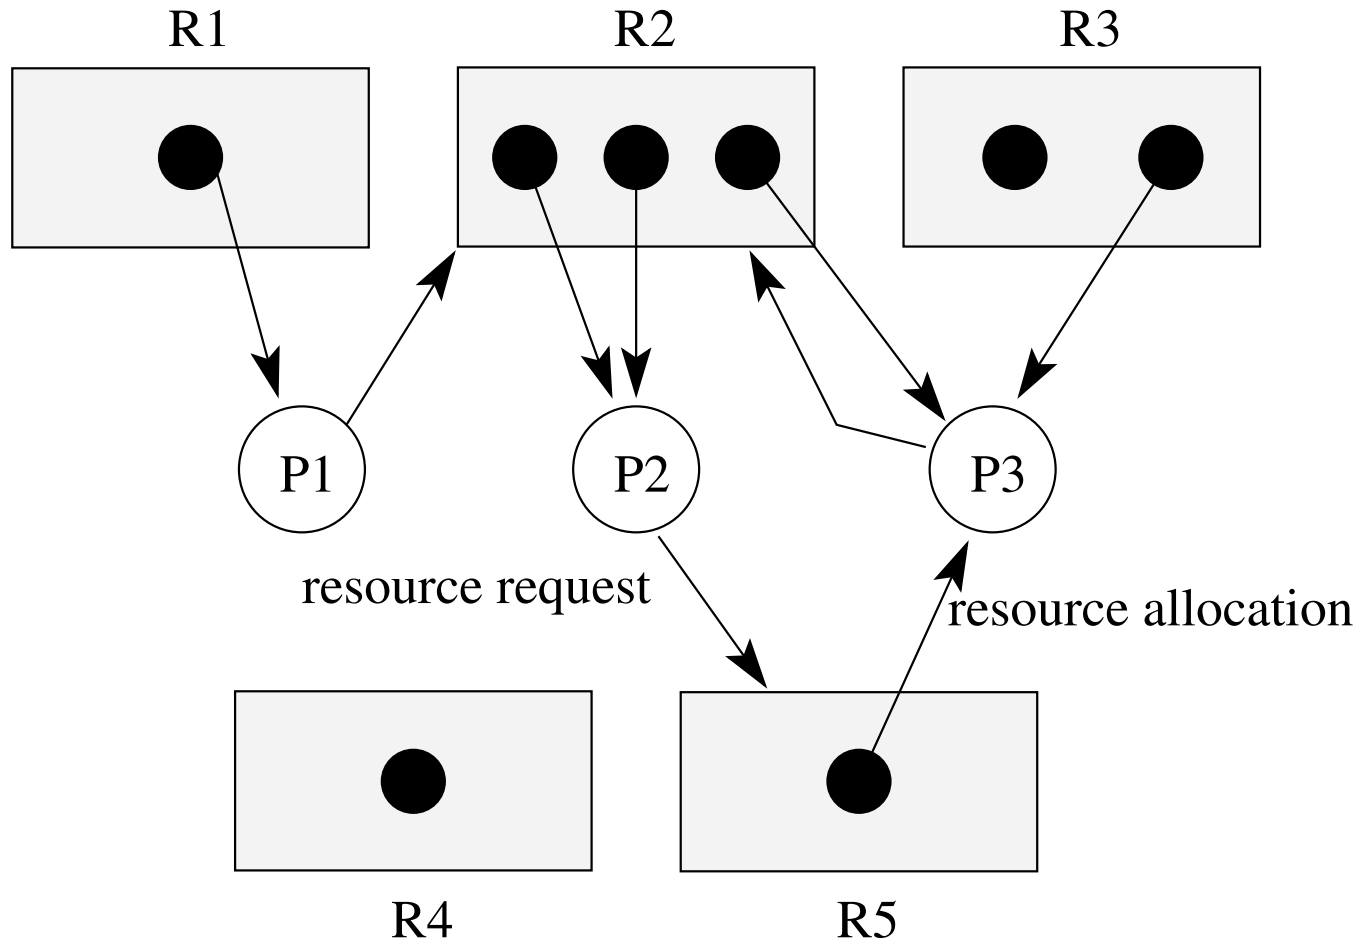 R1
R2
R3
P1
P2
P3
resource request
resource allocation
R4
R5